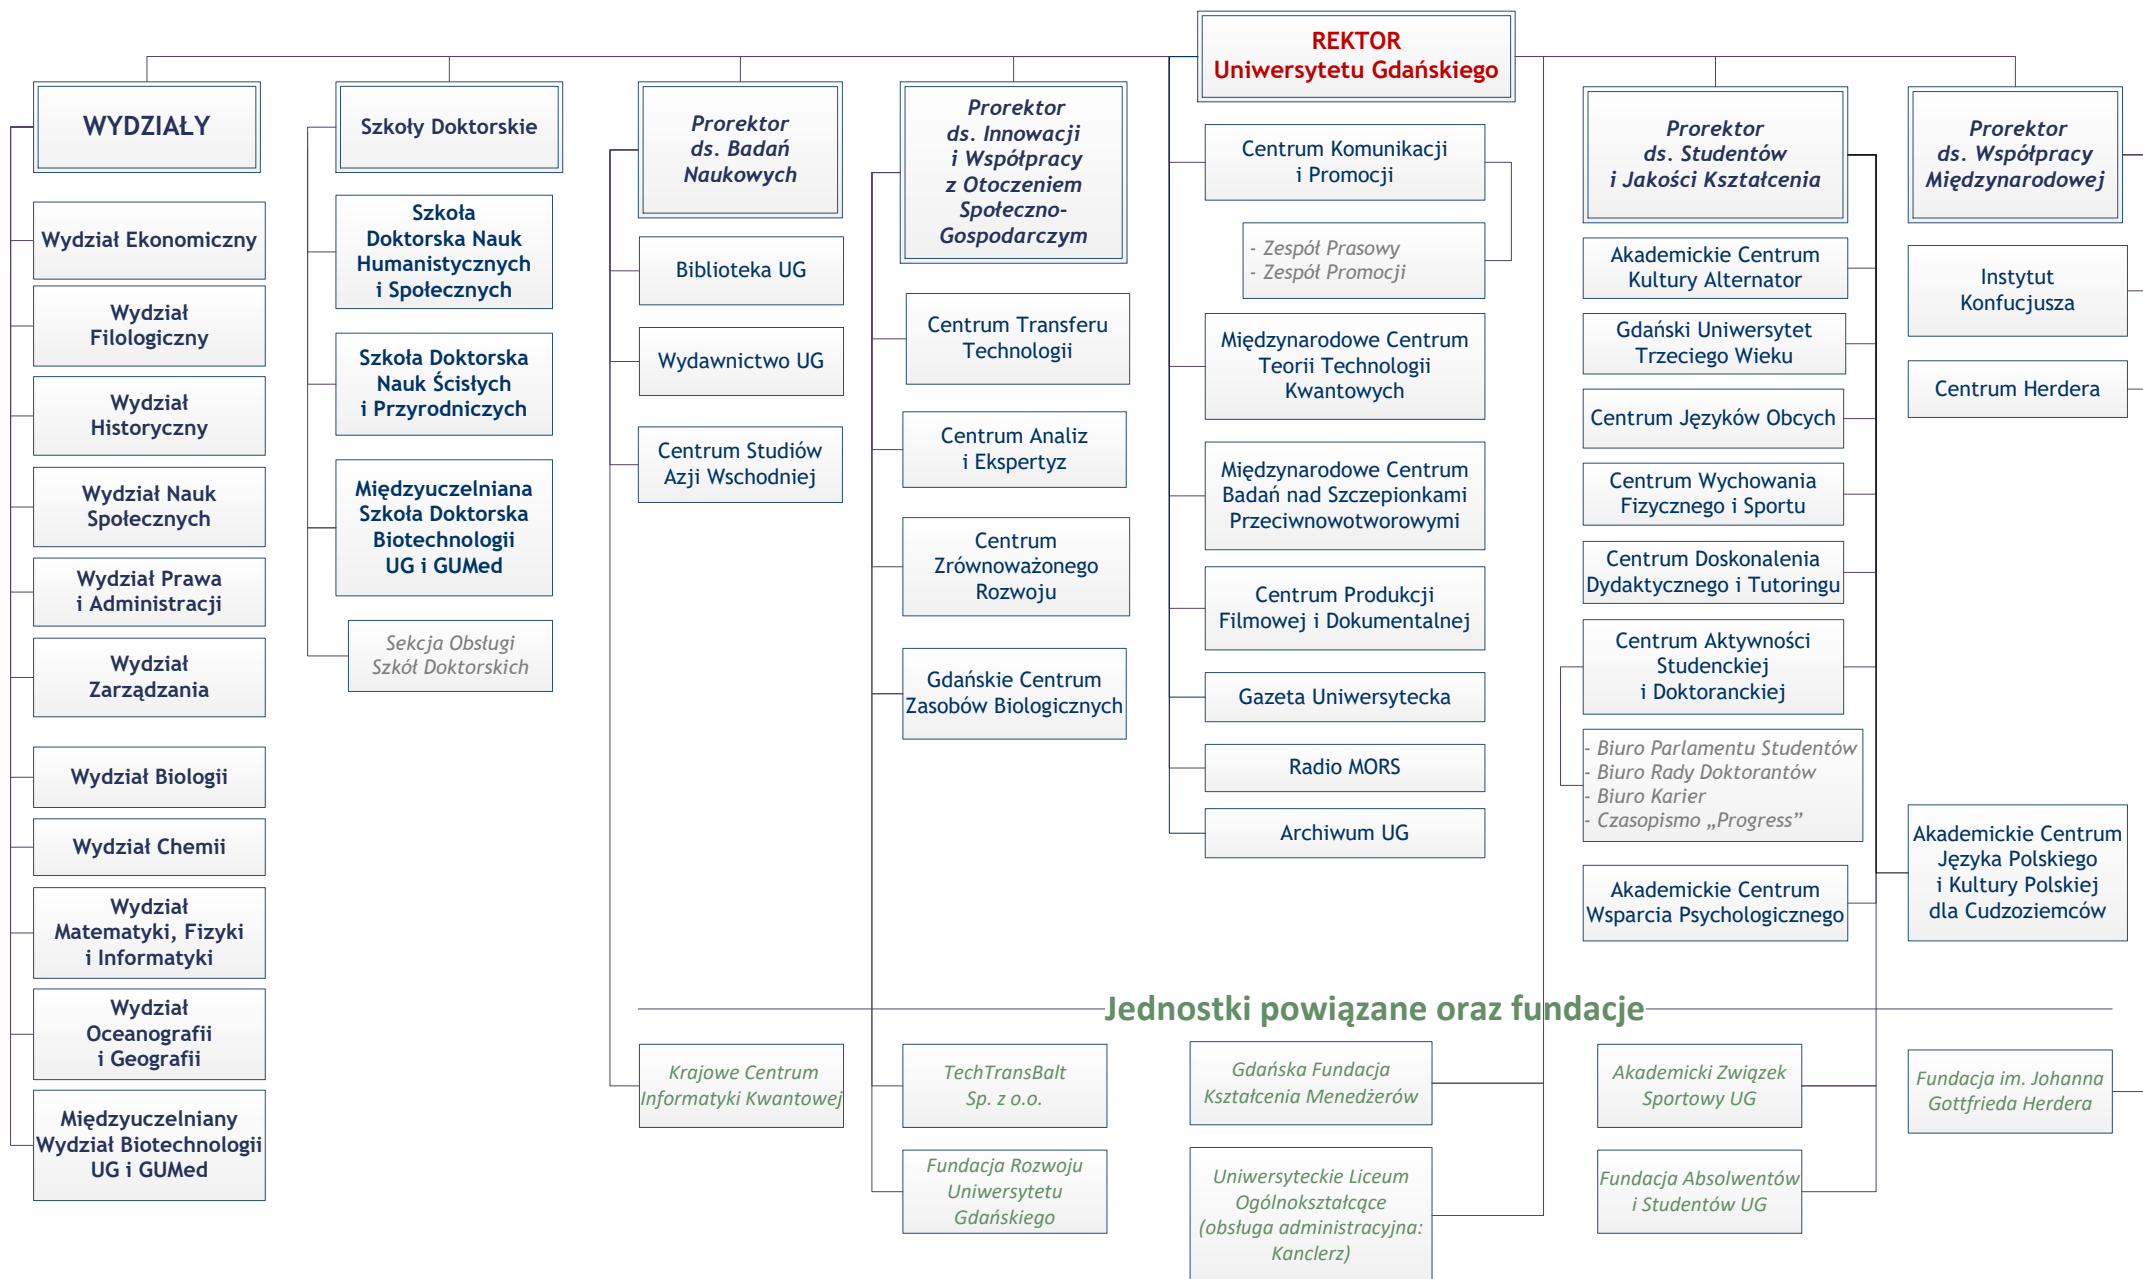 REKTOR
Uniwersytetu Gdańskiego
WYDZIAŁY
Wydział Ekonomiczny
Wydział
Filologiczny
Wydział
Historyczny
Wydział Nauk
Społecznych
Wydział Prawa
i Administracji
Wydział
Zarządzania
Wydział Biologii
Wydział Chemii
Wydział
Matematyki, Fizyki
i Informatyki
Wydział
Oceanografii
i Geografii
Międzyuczelniany
Wydział Biotechnologii
UG i GUMed
Szkoły Doktorskie
Szkoła
Doktorska Nauk
Humanistycznych
i Społecznych
Szkoła Doktorska
Nauk Ścisłych
i Przyrodniczych
Międzyuczelniana
Szkoła Doktorska
Biotechnologii
UG i GUMed
Sekcja Obsługi
Szkół Doktorskich
Prorektor
ds. Badań
Naukowych
Biblioteka UG
Wydawnictwo UG
Centrum Studiów
Azji Wschodniej
Prorektor
ds. Innowacji
i Współpracy
z Otoczeniem
Społeczno-
Gospodarczym
Centrum Transferu
Technologii
Centrum Analiz
i Ekspertyz
Centrum
Zrównoważonego
Rozwoju
Gdańskie Centrum
Zasobów Biologicznych
Centrum Komunikacji
i Promocji
- Zespół Prasowy
- Zespół Promocji
Międzynarodowe Centrum
Teorii Technologii
Kwantowych
Międzynarodowe Centrum
Badań nad Szczepionkami
Przeciwnowotworowymi
Centrum Produkcji
Filmowej i Dokumentalnej
Gazeta Uniwersytecka
Radio MORS
Archiwum UG
Prorektor
ds. Studentów
i Jakości Kształcenia
Akademickie Centrum
Kultury Alternator
Gdański Uniwersytet
Trzeciego Wieku
Centrum Języków Obcych
Centrum Wychowania
Fizycznego i Sportu
Centrum Doskonalenia
Dydaktycznego i Tutoringu
Centrum Aktywności
Studenckiej
i Doktoranckiej
- Biuro Parlamentu Studentów
- Biuro Rady Doktorantów
- Biuro Karier
- Czasopismo „Progress”
Akademickie Centrum
Wsparcia Psychologicznego
Prorektor
ds. Współpracy
Międzynarodowej
Instytut
Konfucjusza
Centrum Herdera
Akademickie Centrum
Języka Polskiego
i Kultury Polskiej
dla Cudzoziemców
Jednostki powiązane oraz fundacje
Krajowe Centrum
Informatyki Kwantowej
TechTransBalt
Sp. z o.o.
Fundacja Rozwoju
Uniwersytetu
Gdańskiego
Gdańska Fundacja
Kształcenia Menedżerów
Uniwersyteckie Liceum
Ogólnokształcące
(obsługa administracyjna:
Kanclerz)
Akademicki Związek
Sportowy UG
Fundacja Absolwentów
i Studentów UG
Fundacja im. Johanna
Gottfrieda Herdera